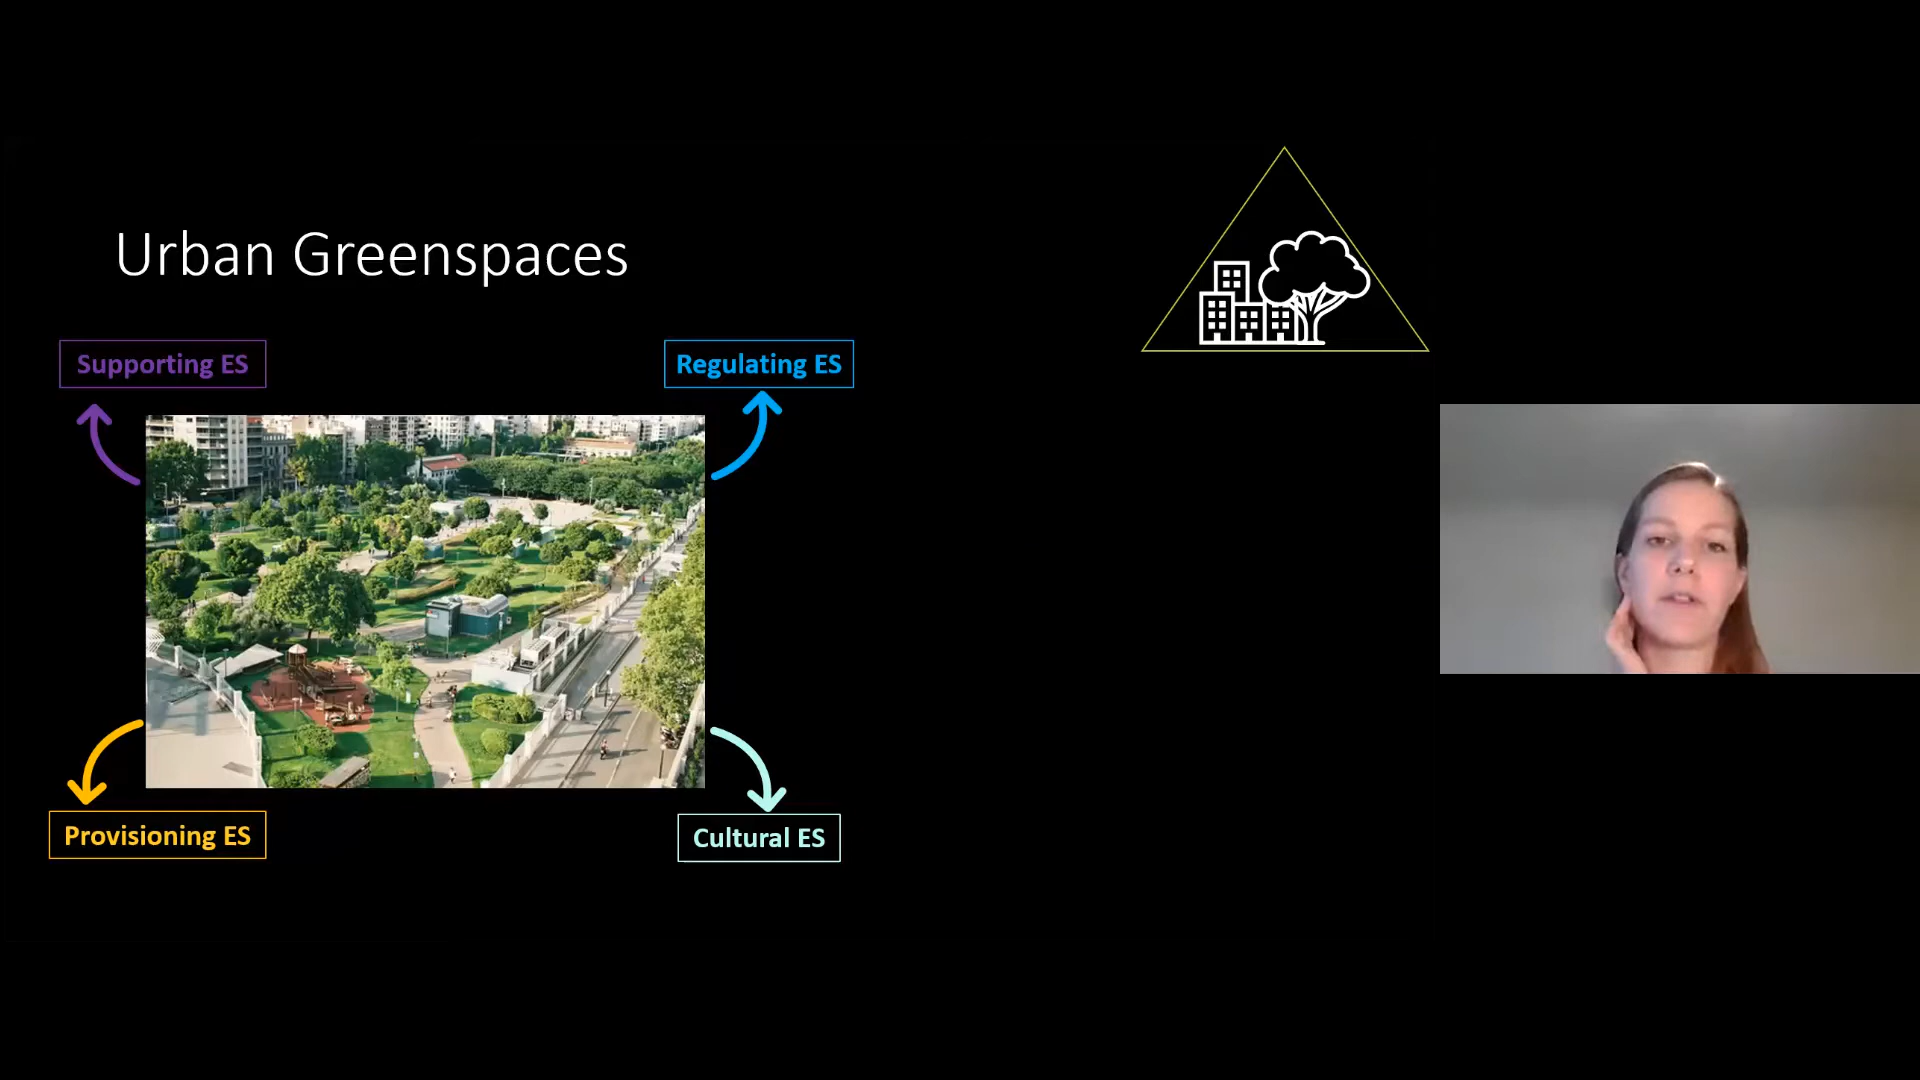 Urban Greenspaces
Supporting ES
Regulating ES
Provisioning ES
Cultural ES